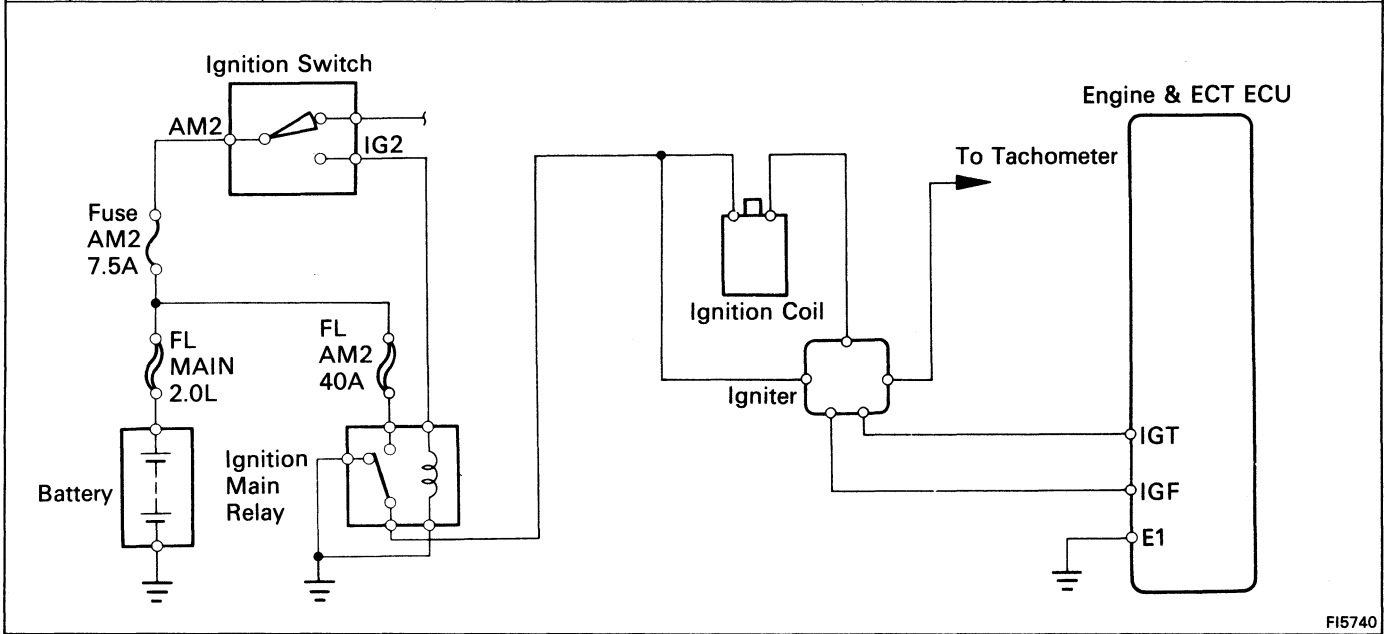 Ignition Switch
AM2
IG2
Fuse
AM2
7.5A
FL
MAIN
2.0L
FL
AM2
40A
Battery
Ignition
Main
Relay
Ignition Coil
Igniter
To Tachometer
Engine & ECT ECU
IGT
IGF
E1
FI5740